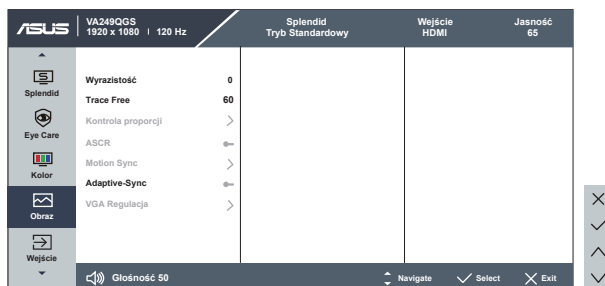 ASUS
VA249QGS
1920 x 1080 120 Hz
Splendid
Tryb Standardowy
Wejście
HDMI
Jasność
65
Splendid
Eye Care
Kolor
Obraz
Wejście
Wyrazistość 0
Trace Free 60
Kontrola proporcji
ASCR
Motion Sync
Adaptive-Sync
VGA Regulacja
Głośność 50
Navigate
Select
Exit